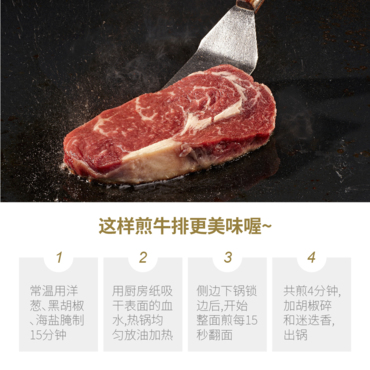 这样煎牛排更美味喔~
1
常温用洋
葱、黑胡椒
、海盐腌制
15分钟
2
用厨房纸吸
干表面的血
水,热锅均
匀放油加热
3
侧边下锅锁
边后,开始
整面煎每15
秒翻面
4
共煎4分钟,
加胡椒碎
和迷迭香,
出锅